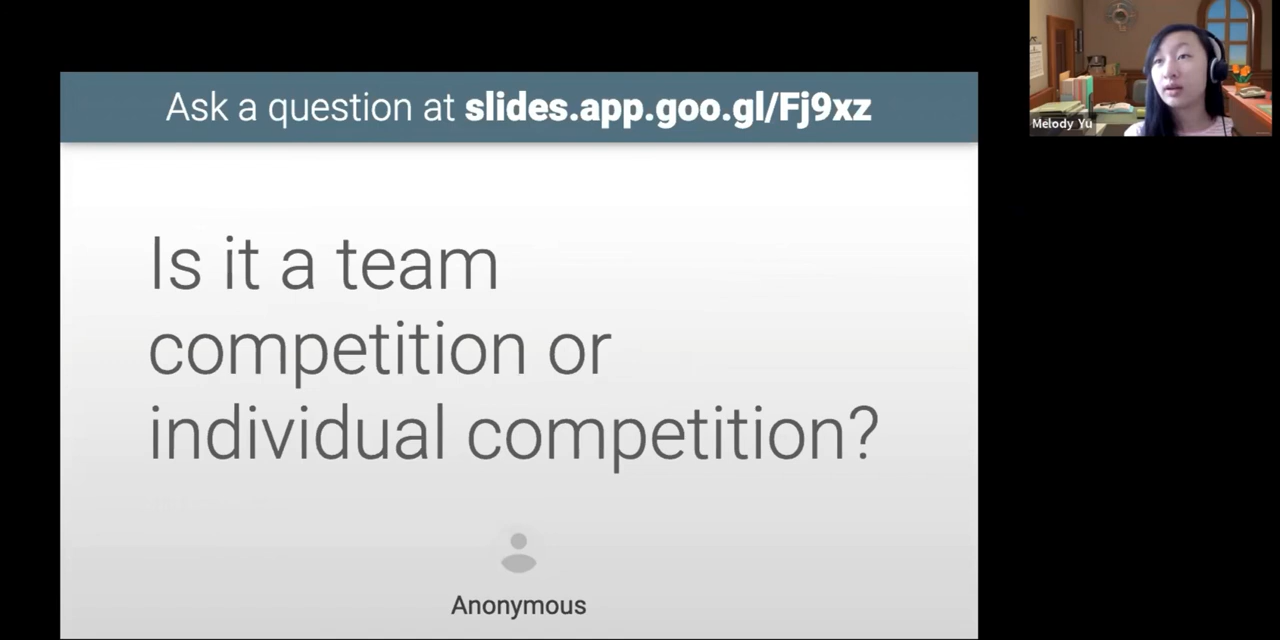 Ask a question at slides.app.goo.gl/Fj9xz
Melody Yu
Is it a team
competition or
individual competition?
Anonymous